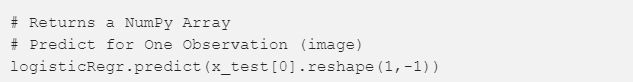 # Returns a NumPy Array
# Predict for One Observation (image)
logisticRegr.predict(x_test[0].reshape(1,-1))